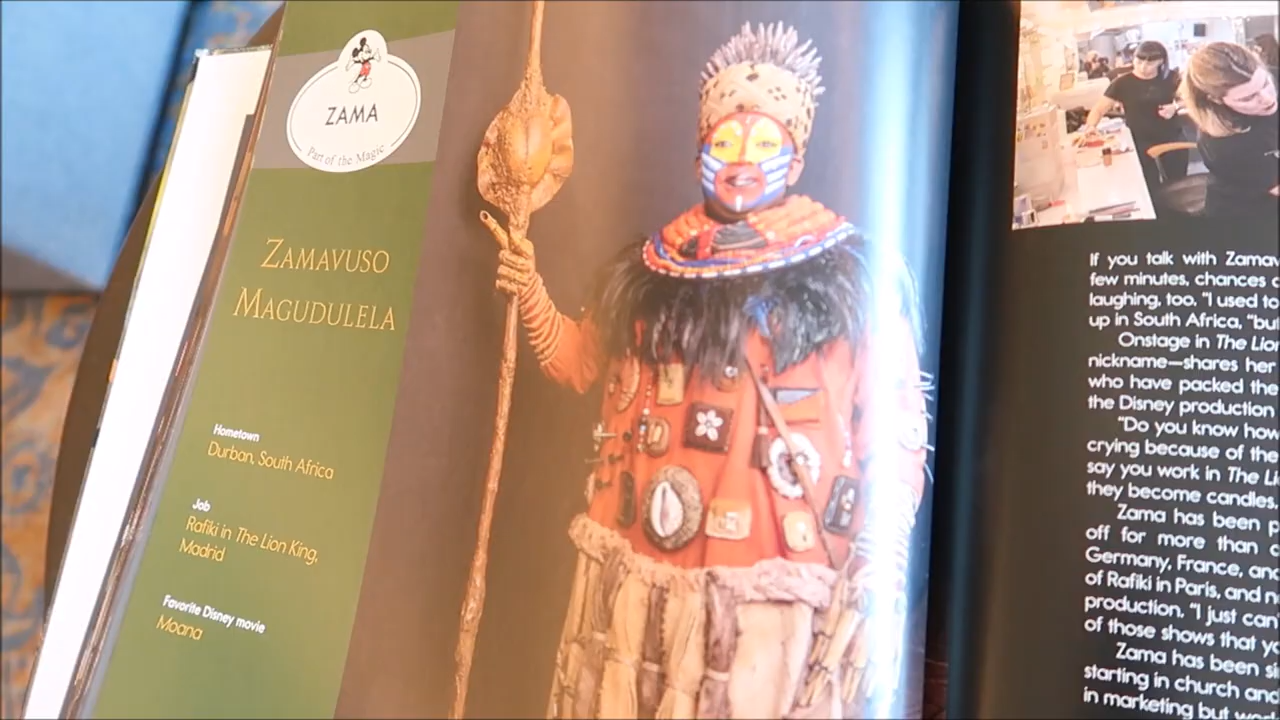 ZAMA
Part of the Magic
ZAMAVUSO
MAGUDULELA
Hometown
Durban, South Africa
Job
Rafiki in The Lion King,
Madrid
Favorite Disney movie
Moana
If you talk with Zamav
few minutes, chances
laughing, too. "I used to
up in South Africa, "bu
Onstage in The Lion
nickname—shares her
who have packed the
the Disney production
"Do you know how
crying because of the
say you work in The Li
they become candles.
Zama has been p
off for more than
Germany, France, and
of Rafiki in Paris, and n
production. "I just can'
of those shows that yo
Zama has been si
starting in church and
in marketing but